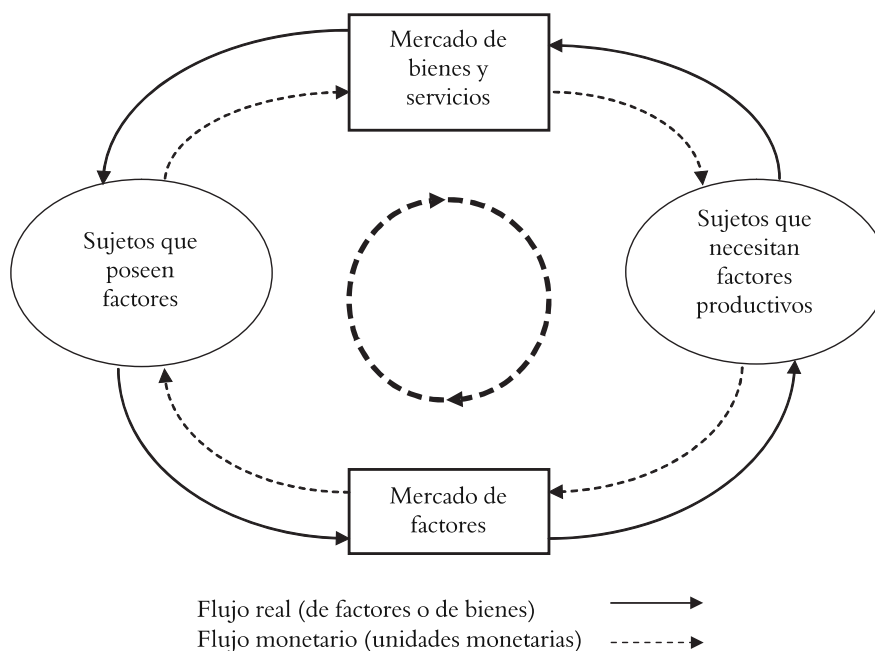 Mercado de
bienes y
servicios
Sujetos que
poseen
factores
Sujetos que
necesitan
factores
productivos
Mercado de
factores
Flujo real (de factores o de bienes)
Flujo monetario (unidades monetarias)